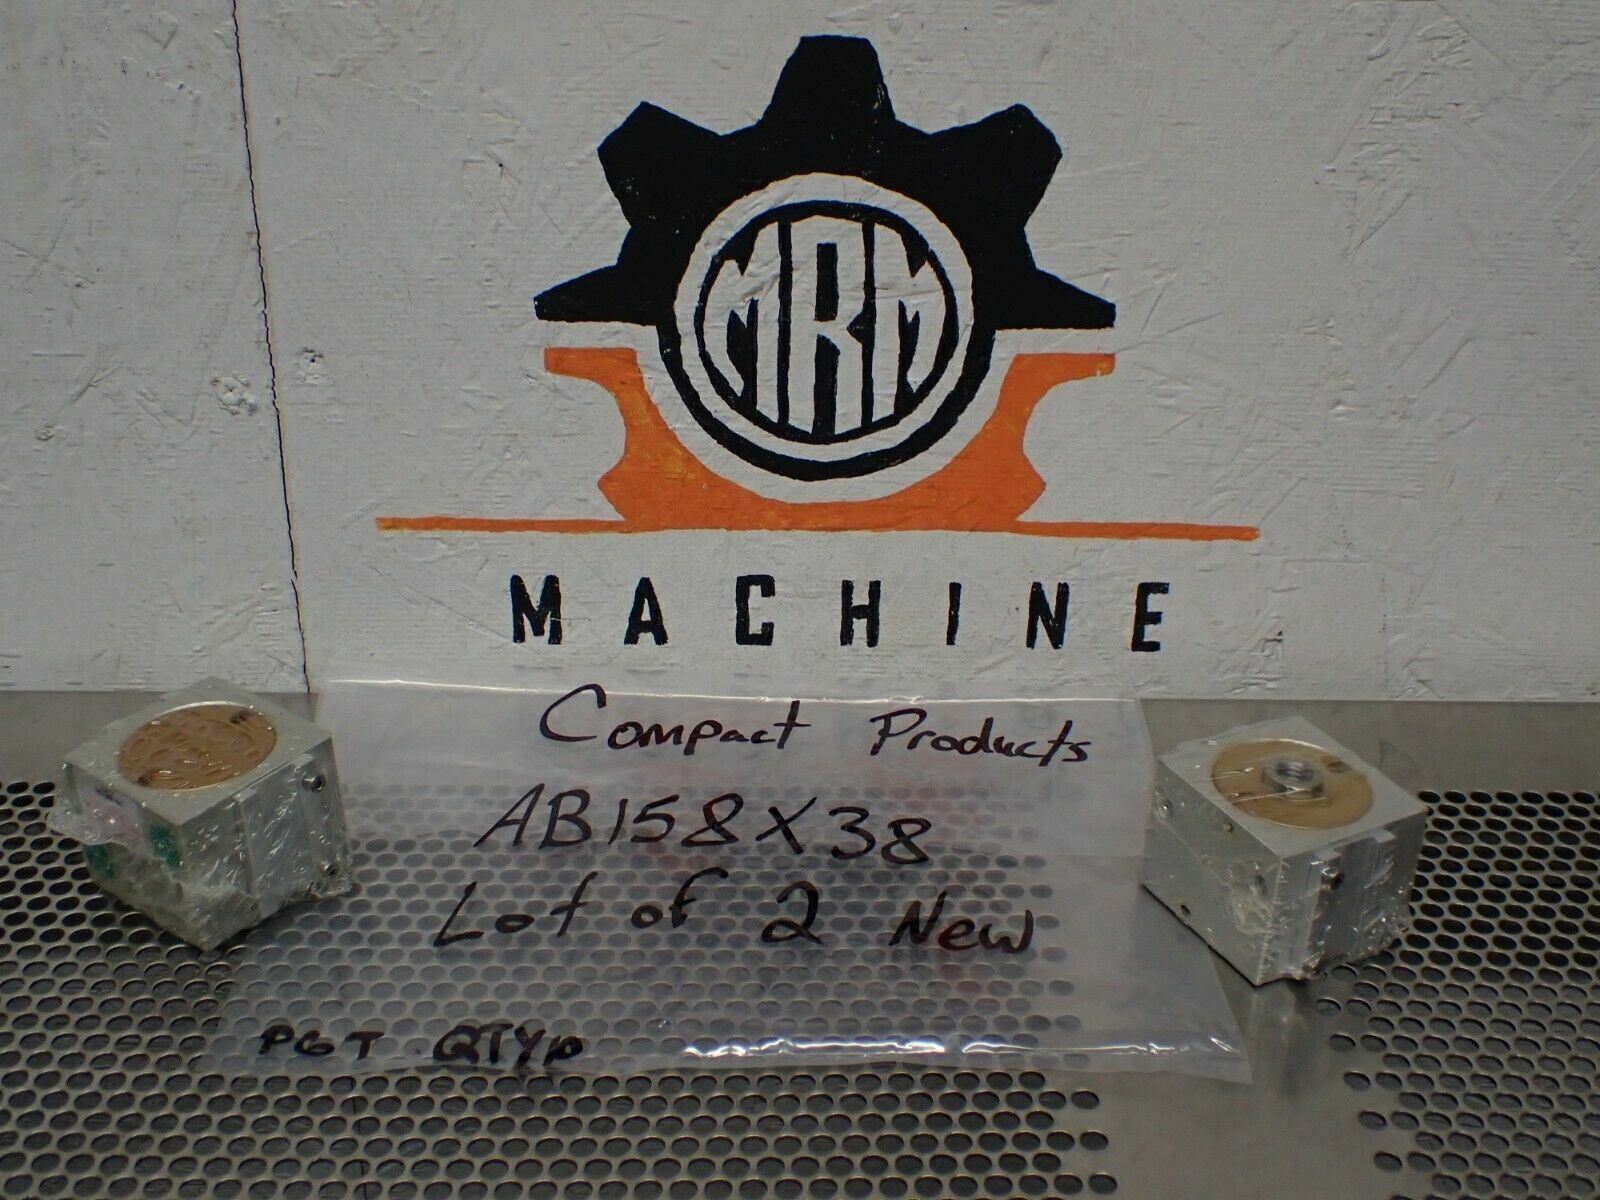 MRM
MACHINE
Compact Products
AB158X38
Lot of 2 New
PGT QTY10